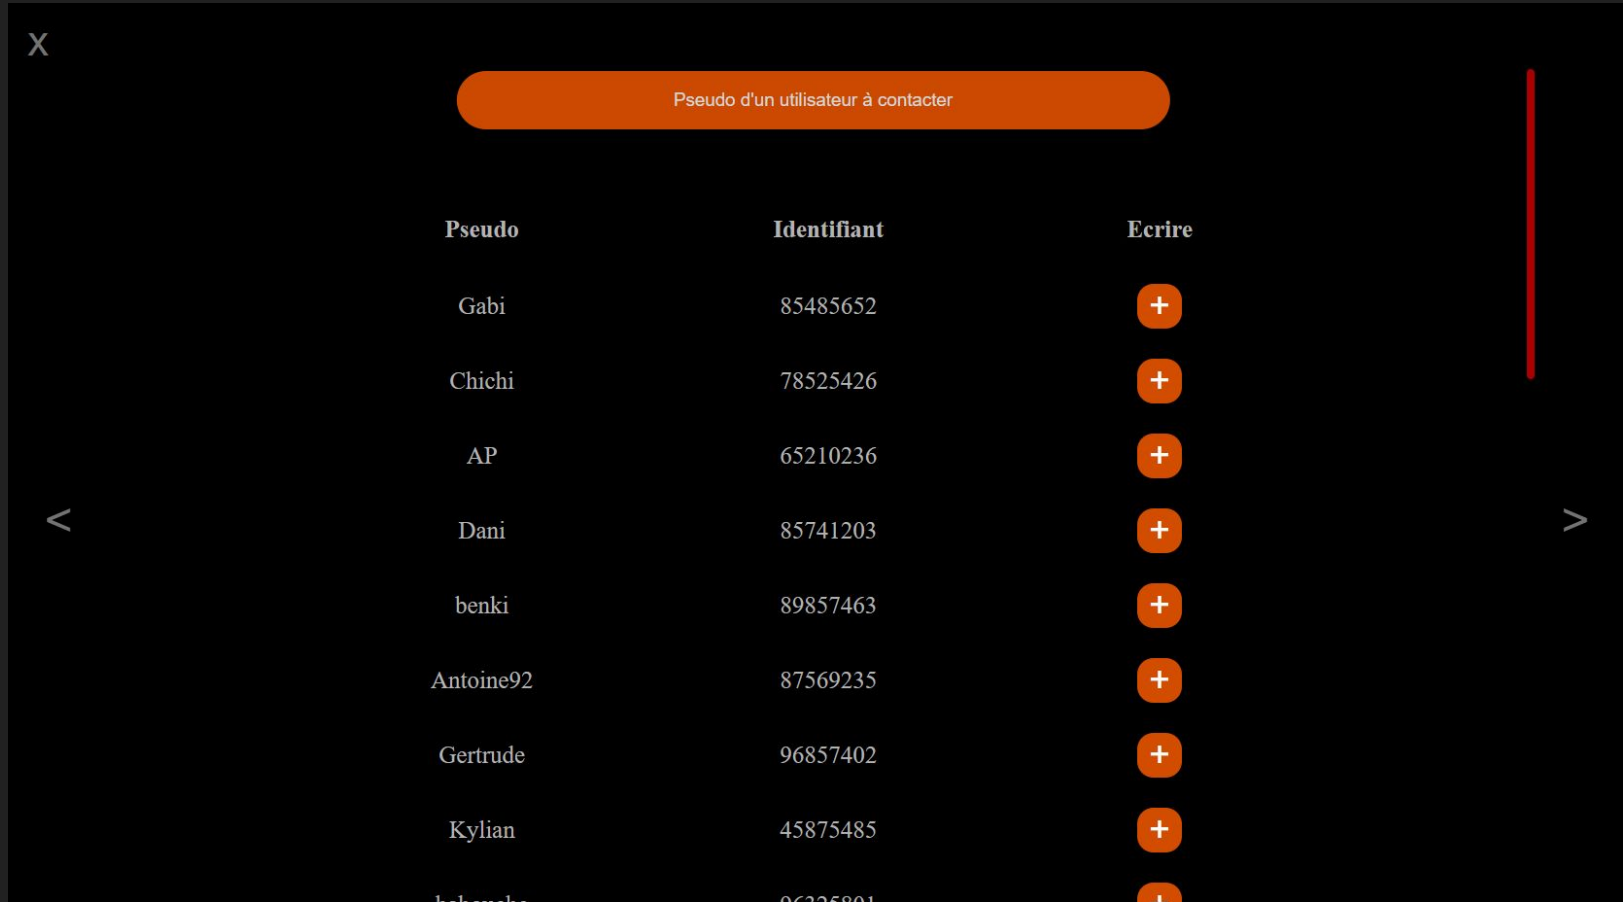 X
Pseudo d'un utilisateur à contacter
Pseudo Identifiant Ecrire
Gabi 85485652 +
Chichi 78525426 +
AP 65210236 +
Dani 85741203 +
< >
benki 89857463 +
Antoine92 87569235 +
Gertrude 96857402 +
Kylian 45875485 +